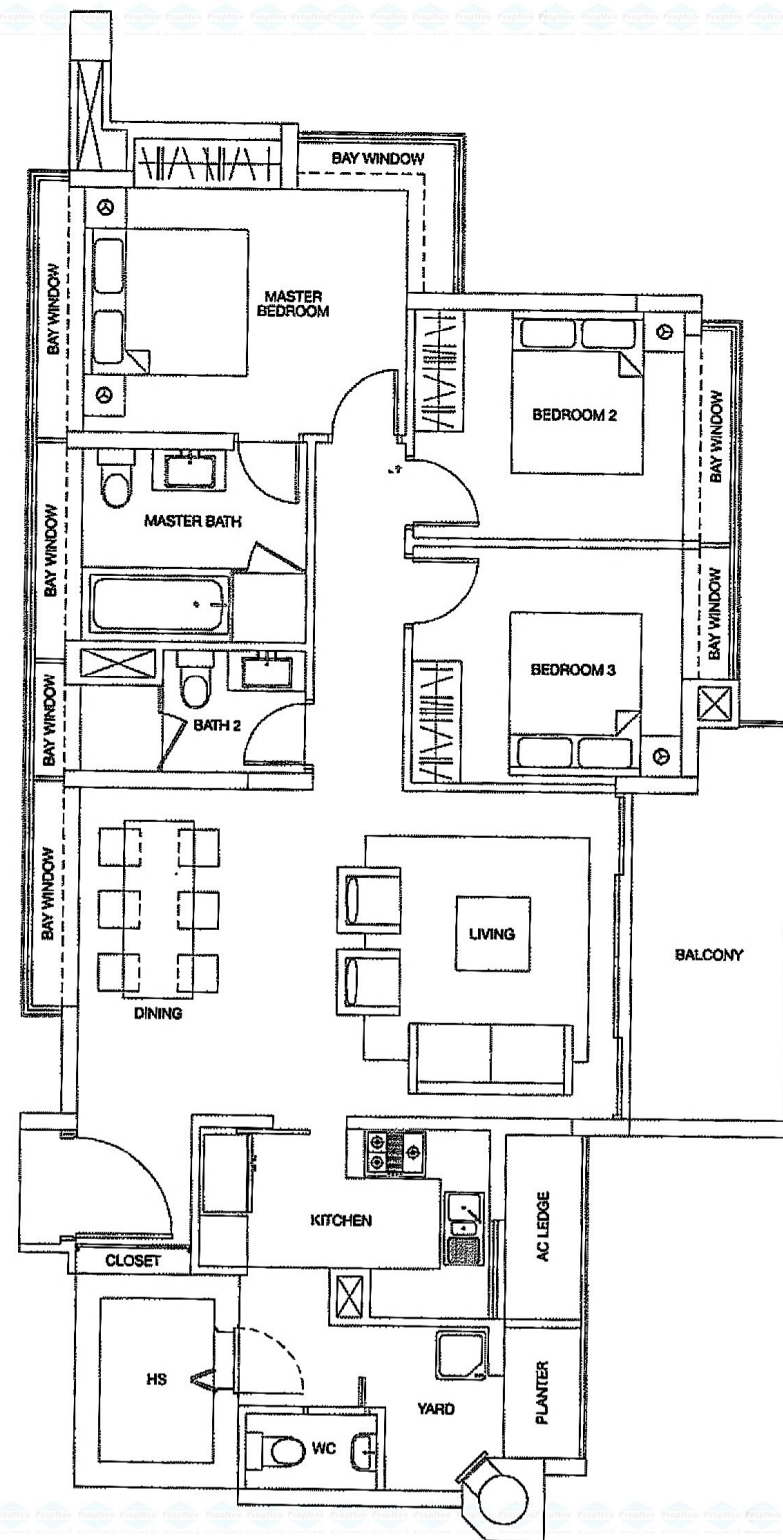 BAY WINDOW
BAY WINDOW
MASTER
BEDROOM
BEDROOM 2
BAY WINDOW
MASTER BATH
BAY WINDOW
BAY WINDOW
BEDROOM 3
BAY WINDOW
BATH 2
BAY WINDOW
LIVING
BALCONY
DINING
KITCHEN
AC LEDGE
CLOSET
HS
YARD
PLANTER
WC